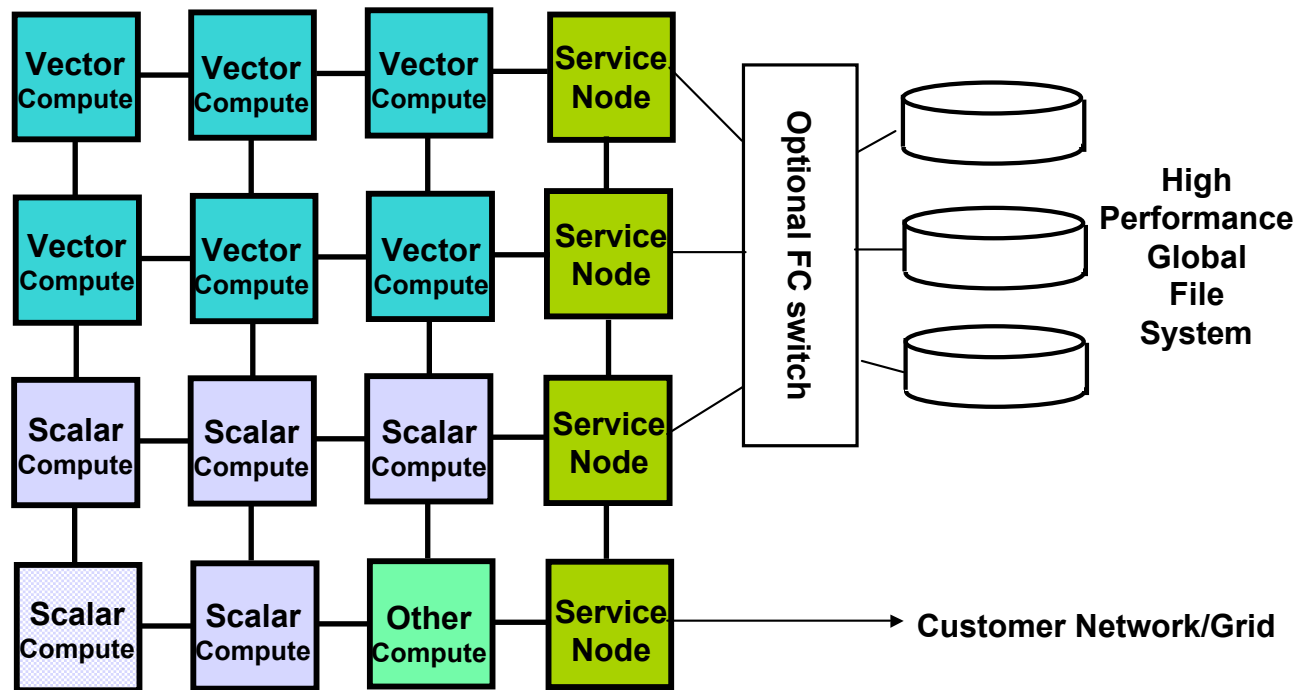 Vector
Compute
Vector
Compute
Vector
Compute
Service
Node
Vector
Compute
Vector
Compute
Vector
Compute
Service
Node
Scalar
Compute
Scalar
Compute
Scalar
Compute
Service
Node
Scalar
Compute
Scalar
Compute
Other
Compute
Service
Node
Optional FC switch
High
Performance
Global
File
System
Customer Network/Grid